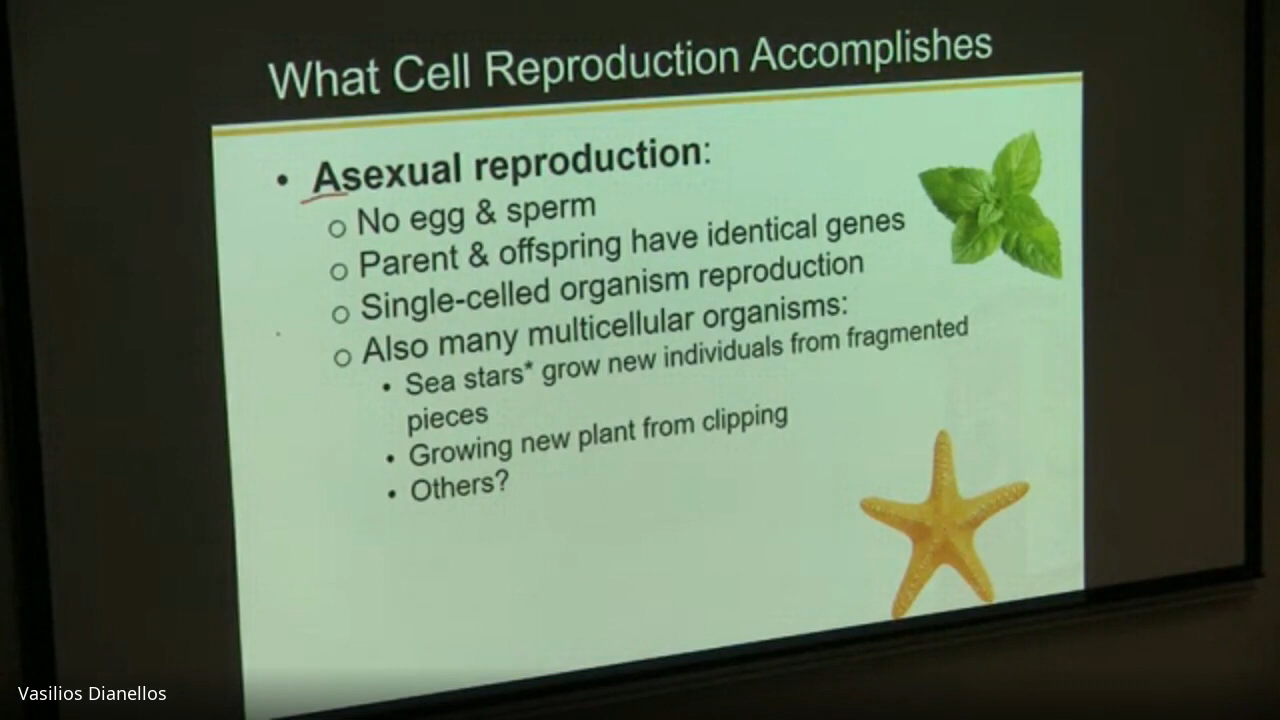 What Cell Reproduction Accomplishes
• Asexual reproduction:
o No egg & sperm
o Parent & offspring have identical genes
o Single-celled organism reproduction
o Also many multicellular organisms:
• Sea stars* grow new individuals from fragmented
pieces
• Growing new plant from clipping
• Others?
Vasilios Dianellos